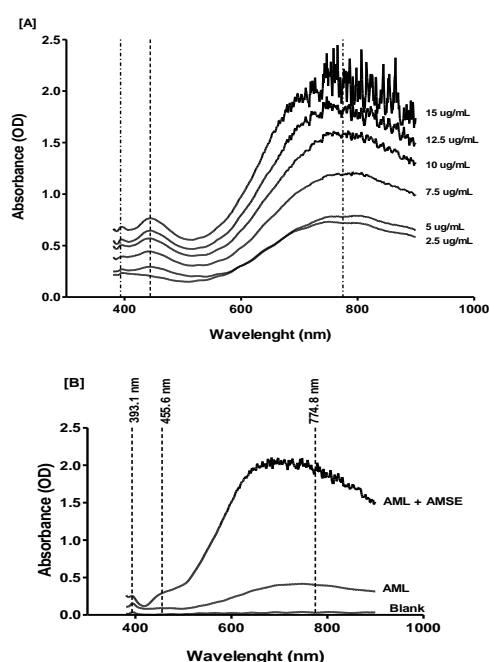 [A]
2.5
2.0
1.5
1.0
0.5
0.0
Absorbance (OD)
15 ug/mL
12.5 ug/mL
10 ug/mL
7.5 ug/mL
5 ug/mL
2.5 ug/mL
400 600 800 1000
Wavelenght (nm)
[B]
393.1 nm
455.6 nm
774.8 nm
2.5
2.0
1.5
1.0
0.5
0.0
Absorbance (OD)
AML + AMSE
AML
Blank
400 600 800 1000
Wavelenght (nm)